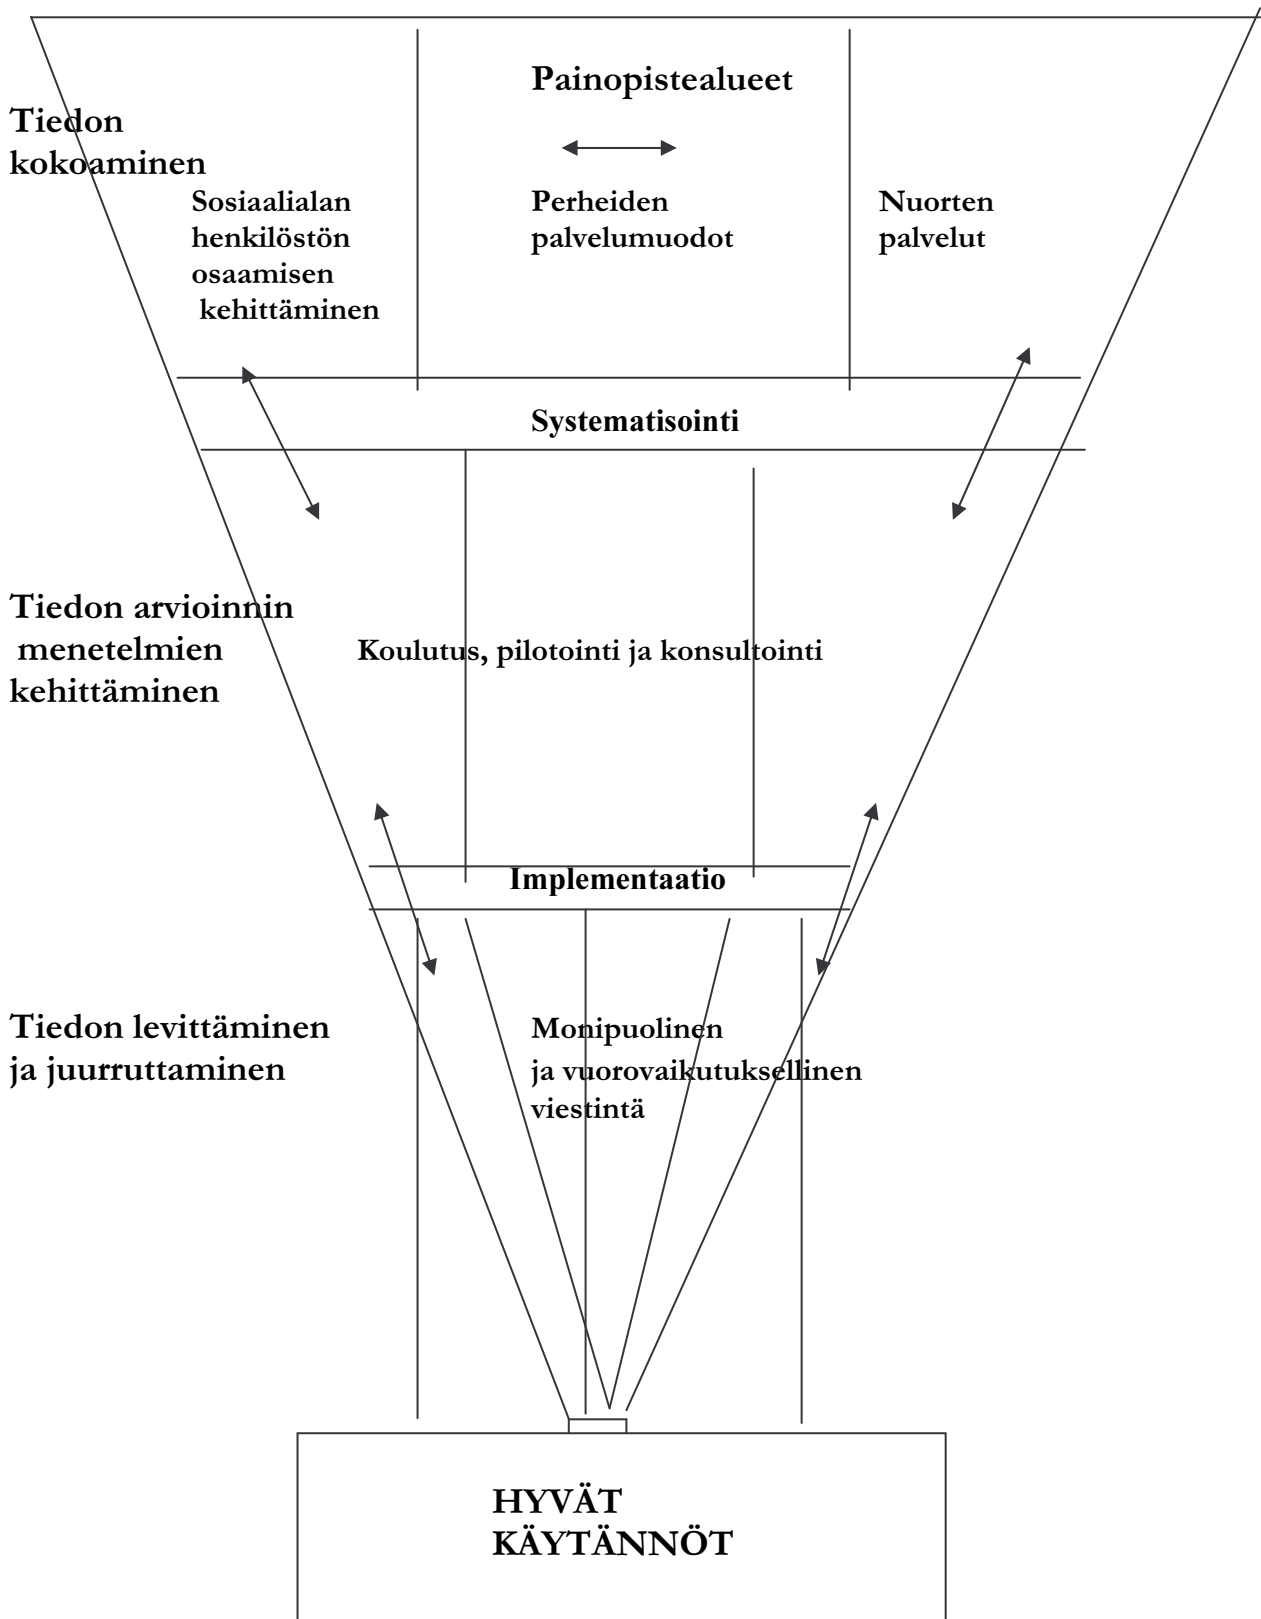 Painopistealueet
Tiedon
kokoaminen
Sosiaalialan
henkilöstön
osaamisen
kehittäminen
Perheiden
palvelumuodot
Nuorten
palvelut
Systematisointi
Tiedon arvioinnin
menetelmien
kehittäminen
Koulutus, pilotointi ja konsultointi
Implementaatio
Tiedon levittäminen
ja juurruttaminen
Monipuolinen
ja vuorovaikutuksellinen
viestintä
HYVÄT
KÄYTÄNNÖT